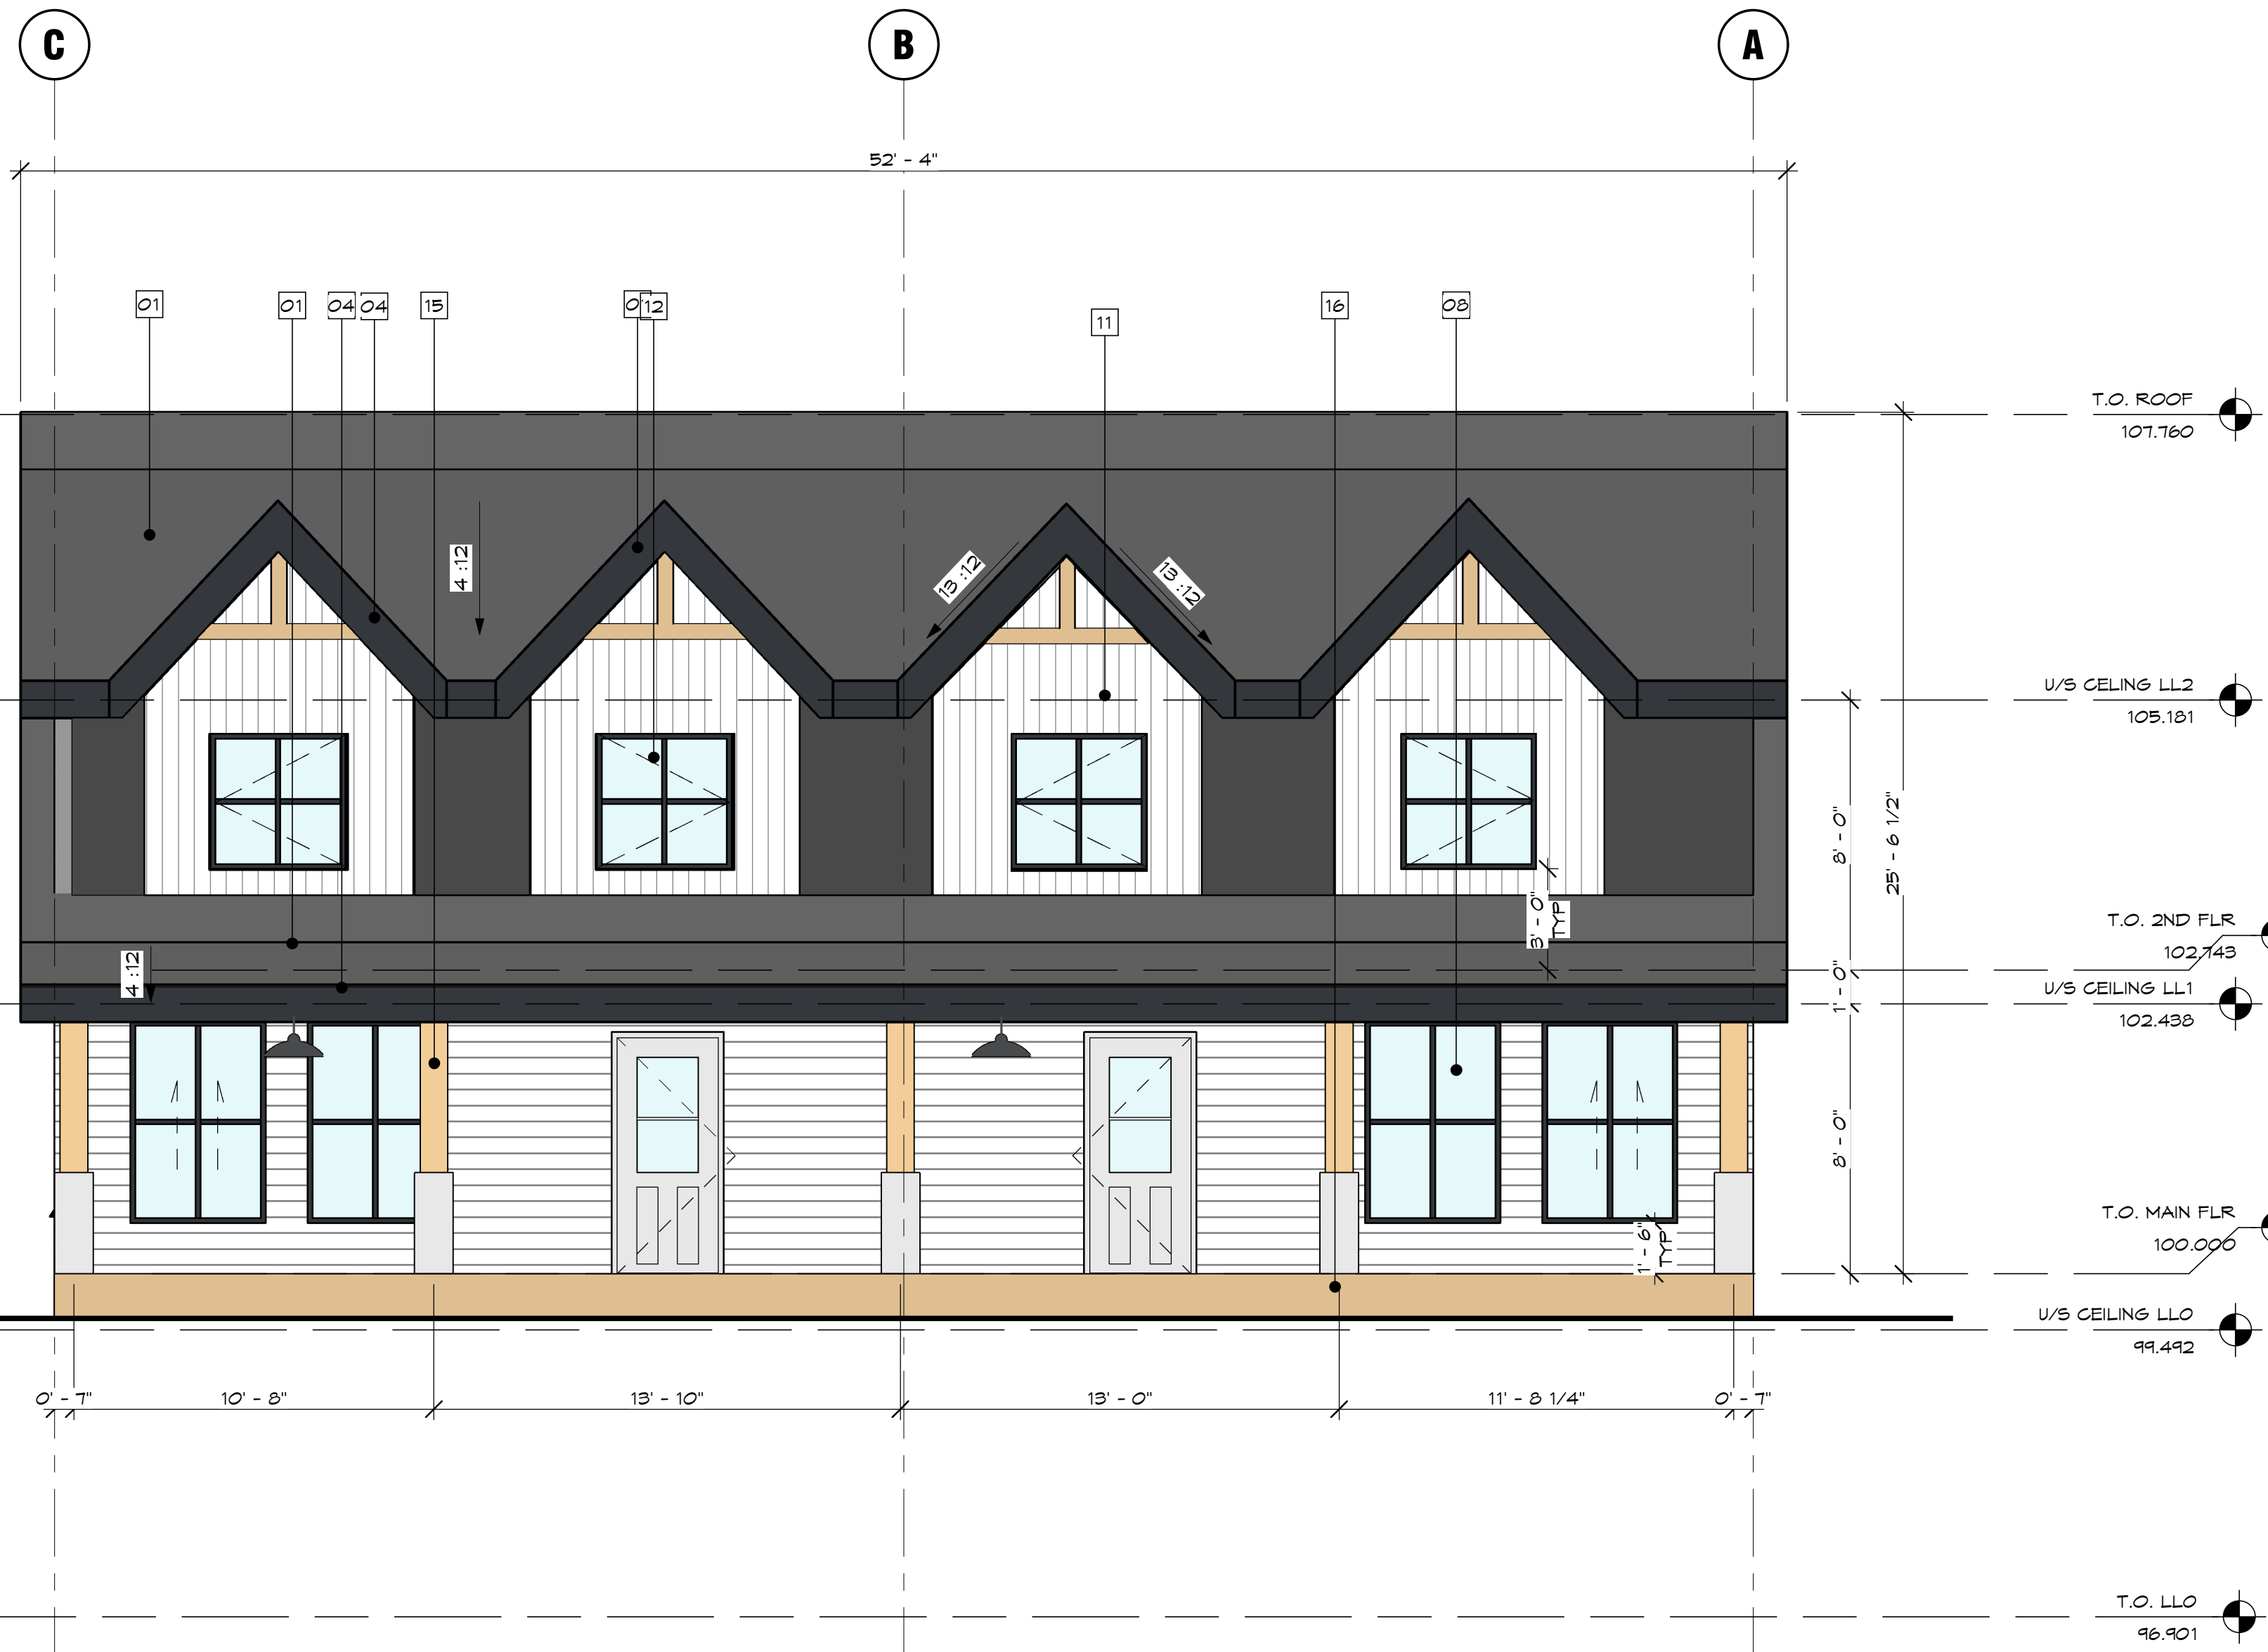 C B A
52' - 4"
01 01 04 04 15 12 11 16 08
T.O. ROOF
107.760
4 :12
13 :12
13 :12
U/S CELING LL2
105.181
8' - 0"
25' - 6 1/2"
3' - 0"
TYP
T.O. 2ND FLR
102.743
4 :12
1' - 0"
U/S CEILING LL1
102.438
8' - 0"
T.O. MAIN FLR
100.000
1' - 6"
TYP
U/S CEILING LL0
99.492
0' - 7" 10' - 8" 13' - 10" 13' - 0" 11' - 8 1/4" 0' - 7"
T.O. LL0
96.901